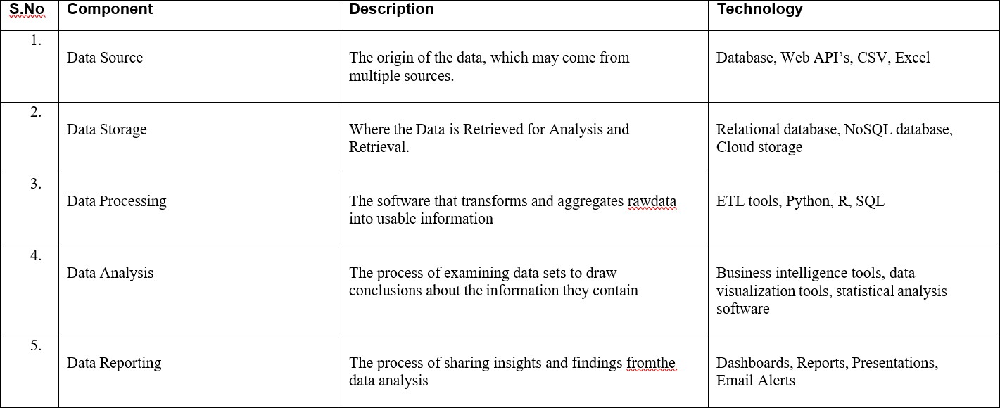 S.No Component Description Technology
1.
Data Source The origin of the data, which may come from Database, Web API’s, CSV, Excel
multiple sources.
2.
Data Storage Where the Data is Retrieved for Analysis and Relational database, NoSQL database,
Retrieval. Cloud storage
3.
Data Processing The software that transforms and aggregates rawdata ETL tools, Python, R, SQL
into usable information
4.
Data Analysis The process of examining data sets to draw Business intelligence tools, data
conclusions about the information they contain visualization tools, statistical analysis
software
5.
Data Reporting The process of sharing insights and findings fromthe Dashboards, Reports, Presentations,
data analysis Email Alerts